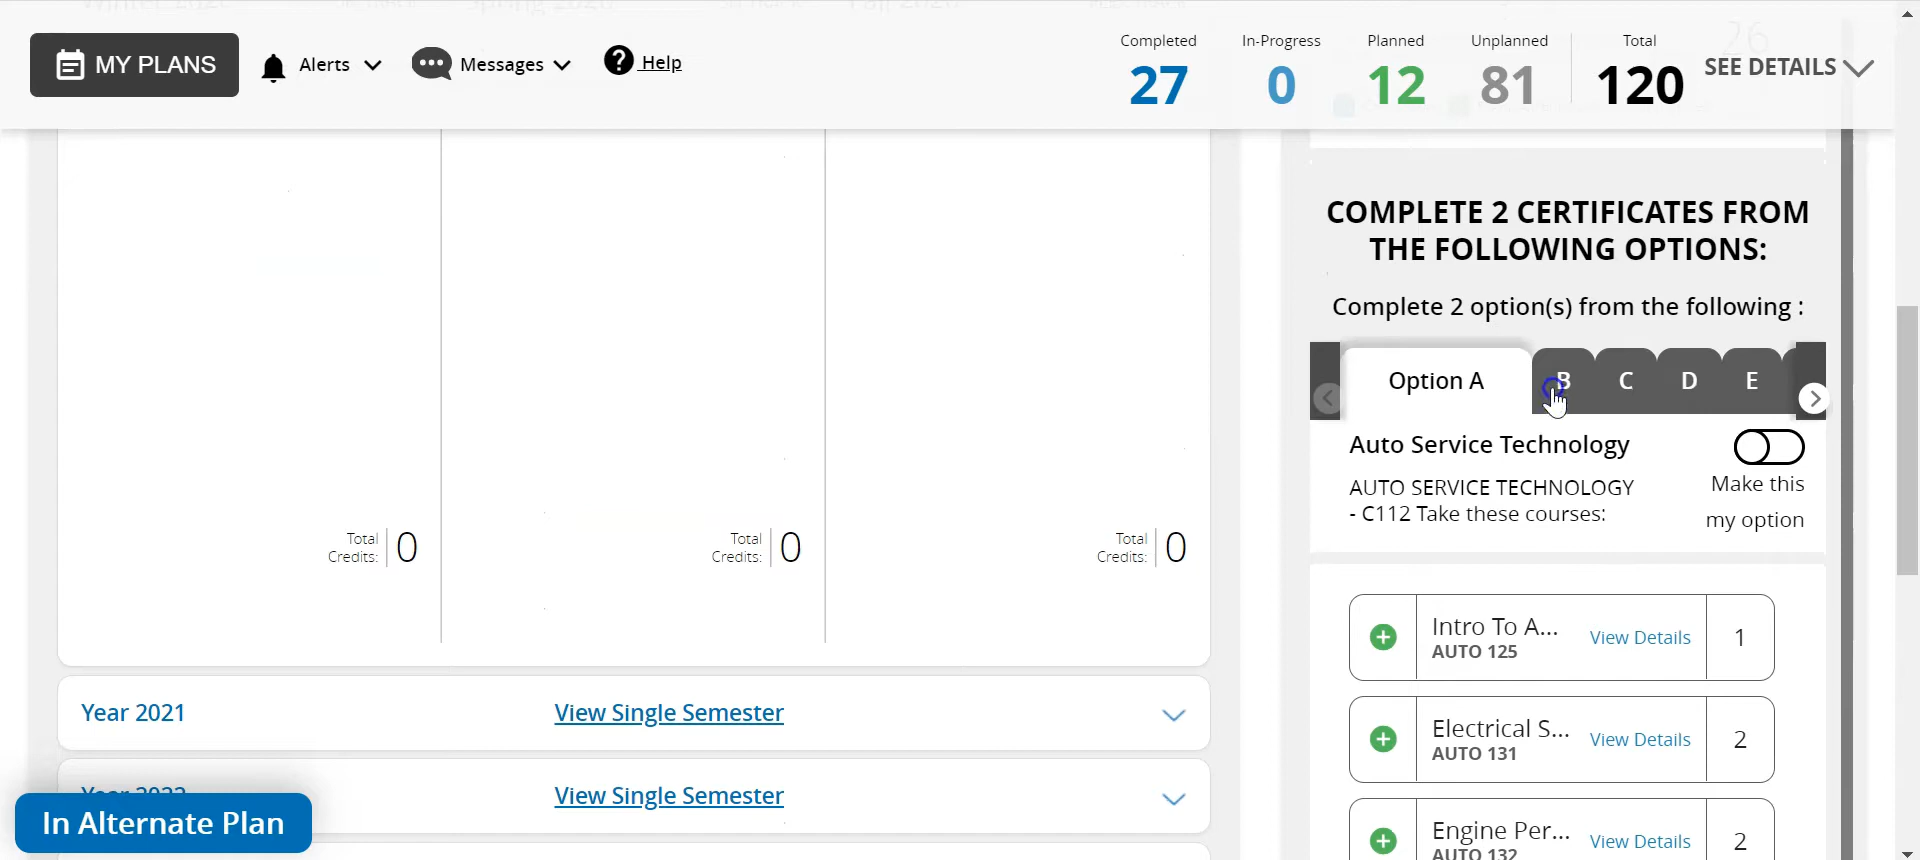 MY PLANS
Alerts
Messages
Help
Completed
27
In-Progress
0
Planned
12
Unplanned
81
Total
120
SEE DETAILS
26
COMPLETE 2 CERTIFICATES FROM
THE FOLLOWING OPTIONS:
Complete 2 option(s) from the following :
Option A
B
C
D
E
Auto Service Technology
AUTO SERVICE TECHNOLOGY
- C112 Take these courses:
Make this
my option
Total
Credits:
0
Total
Credits:
0
Total
Credits:
0
Intro To A...
AUTO 125
View Details
1
Electrical S...
AUTO 131
View Details
2
Engine Per...
AUTO 132
View Details
2
Year 2021
View Single Semester
Year 2022
View Single Semester
In Alternate Plan